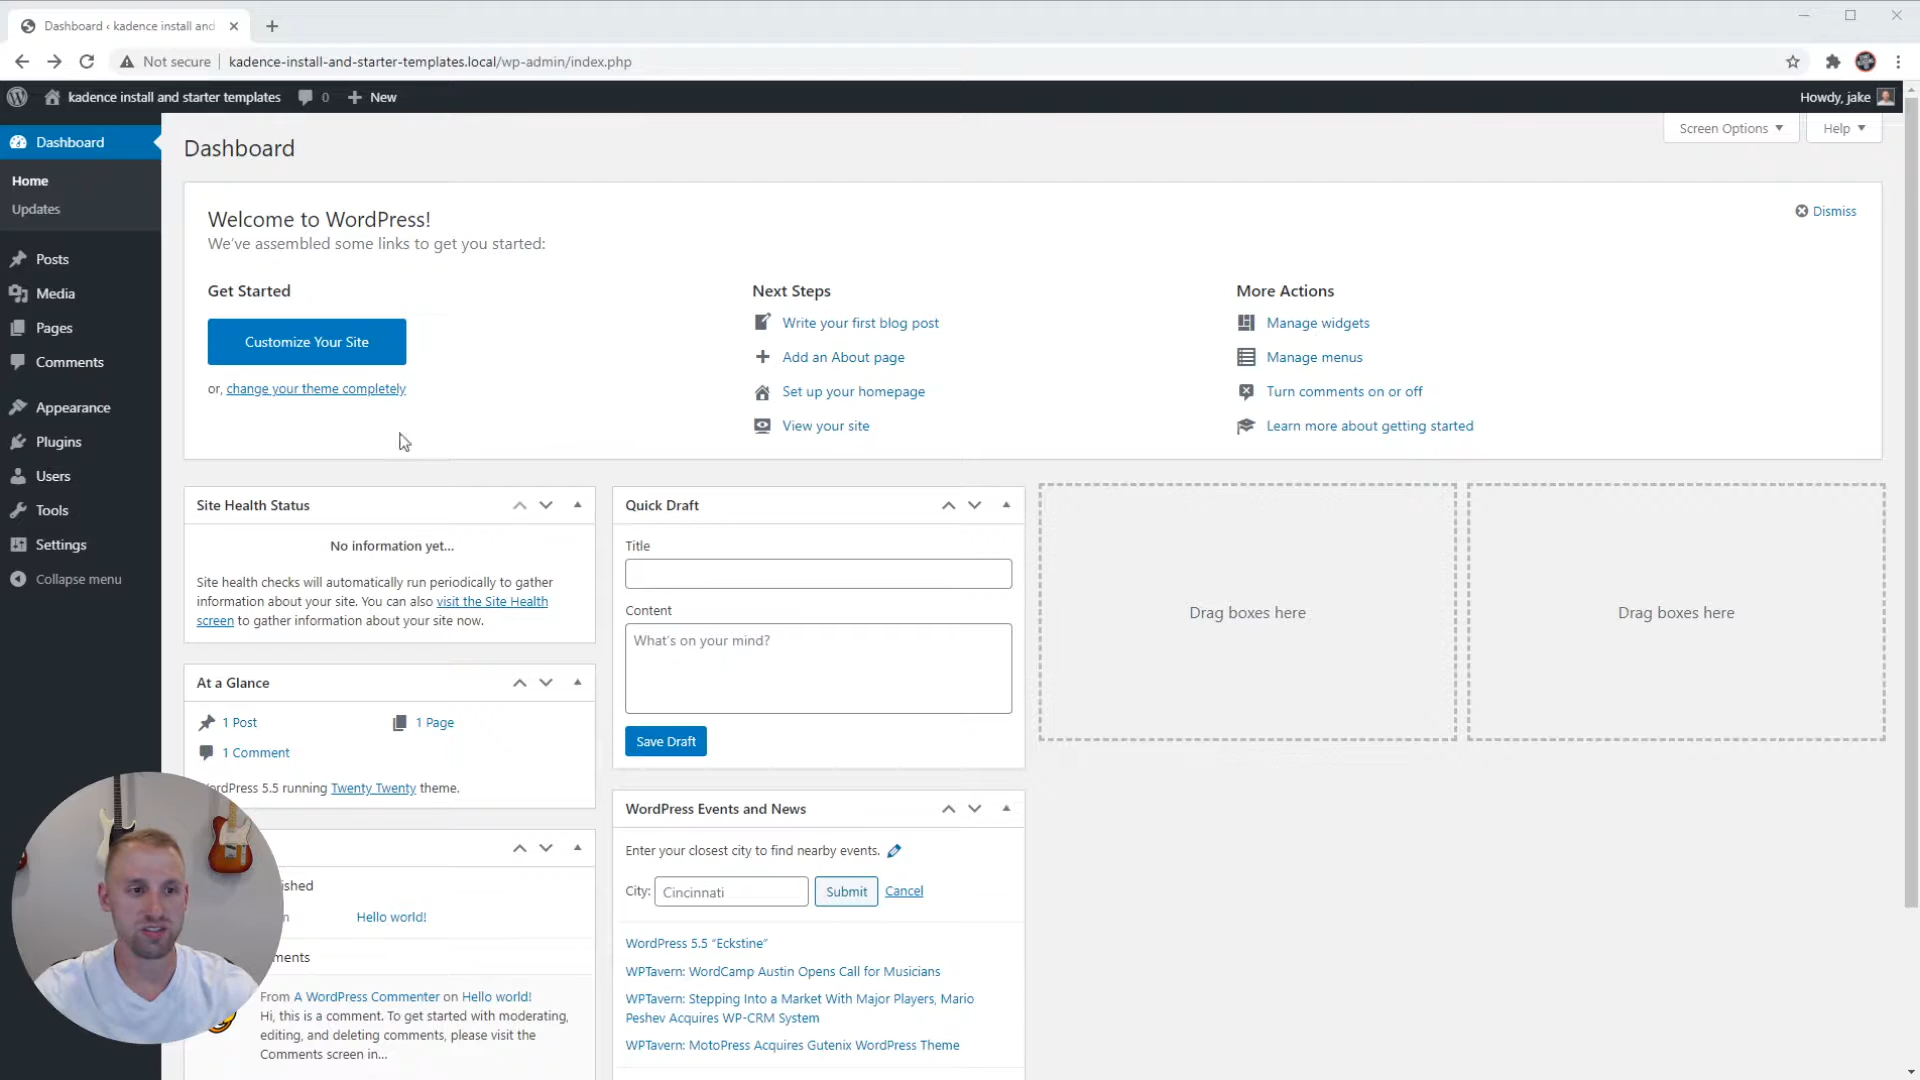 Dashboard ‹ kadence install and
Not secure
kadence-install-and-starter-templates.local/wp-admin/index.php
kadence install and starter templates
0
New
Howdy, jake
Dashboard
Home
Updates
Posts
Media
Pages
Comments
Appearance
Plugins
Users
Tools
Settings
Collapse menu
Dashboard
Screen Options
Help
Welcome to WordPress!
We've assembled some links to get you started:
Dismiss
Get Started
Customize Your Site
or, change your theme completely
Next Steps
Write your first blog post
Add an About page
Set up your homepage
View your site
More Actions
Manage widgets
Manage menus
Turn comments on or off
Learn more about getting started
Site Health Status
No information yet...
Site health checks will automatically run periodically to gather
information about your site. You can also visit the Site Health
screen to gather information about your site now.
At a Glance
1 Post
1 Page
1 Comment
ordPress 5.5 running Twenty Twenty theme.
ished
Hello world!
ments
From A WordPress Commenter on Hello world!
Hi, this is a comment. To get started with moderating,
editing, and deleting comments, please visit the
Comments screen in...
Quick Draft
Title
Content
What's on your mind?
Save Draft
WordPress Events and News
Enter your closest city to find nearby events.
City: Cincinnati Submit Cancel
WordPress 5.5 "Eckstine"
WPTavern: WordCamp Austin Opens Call for Musicians
WPTavern: Stepping Into a Market With Major Players, Mario
Peshev Acquires WP-CRM System
WPTavern: MotoPress Acquires Gutenix WordPress Theme
Drag boxes here
Drag boxes here